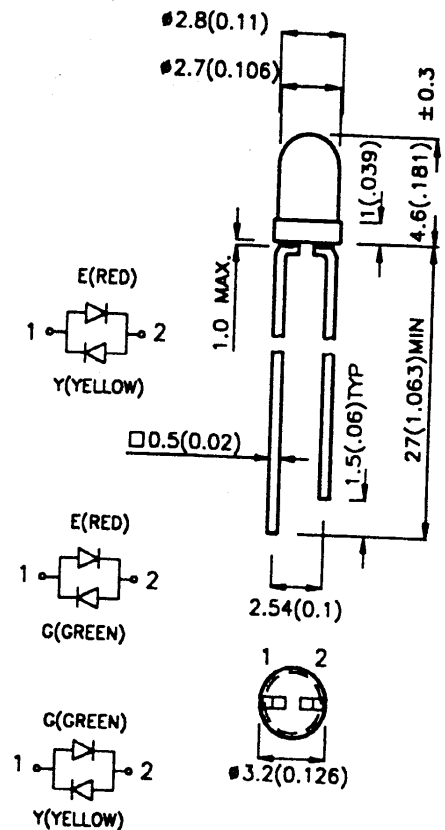 ø2.8(0.11)
ø2.7(0.106)
±0.3
1(.039)
4.6(.181)
1.0 MAX.
E(RED)
1 2
Y(YELLOW)
27(1.063)MIN
1.5(.06)TYP
□0.5(0.02)
E(RED)
1 2
G(GREEN)
2.54(0.1)
1 2
G(GREEN)
1 2
Y(YELLOW)
ø3.2(0.126)